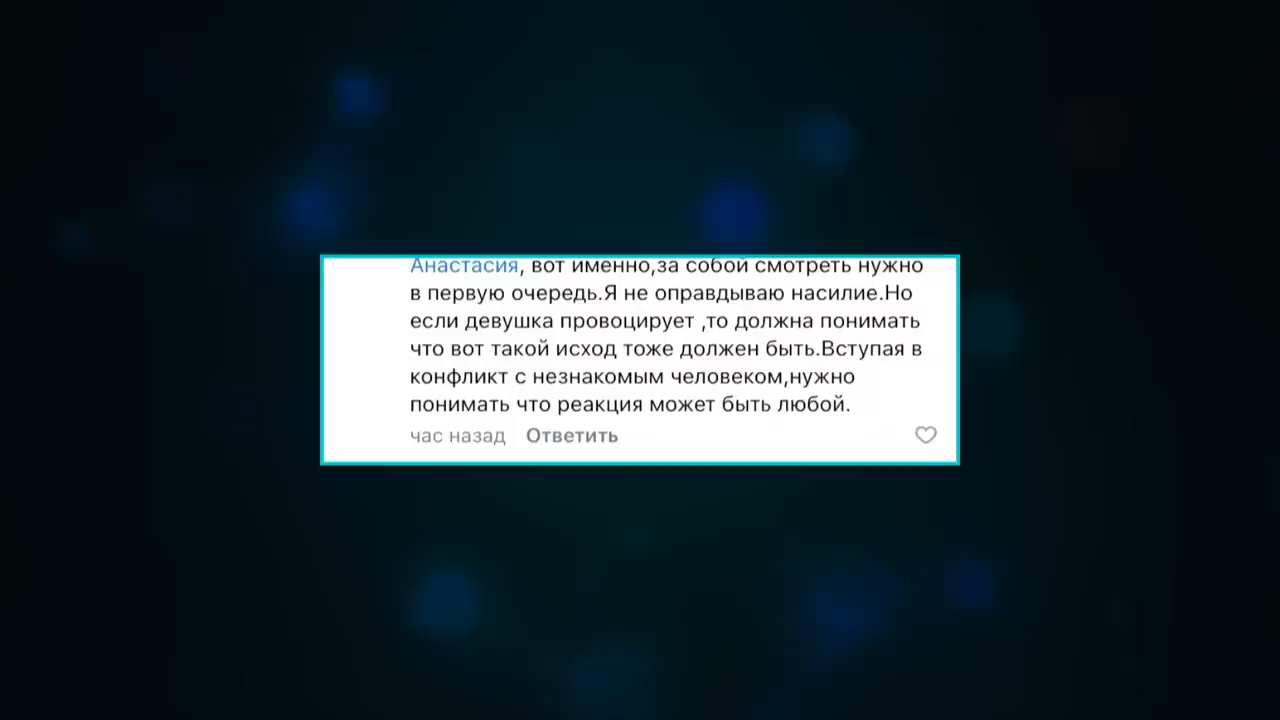 Анастасия, вот именно,за собой смотреть нужно
в первую очередь.Я не оправдываю насилие.Но
если девушка провоцирует ,то должна понимать
что вот такой исход тоже должен быть.Вступая в
конфликт с незнакомым человеком,нужно
понимать что реакция может быть любой.
час назад Ответить